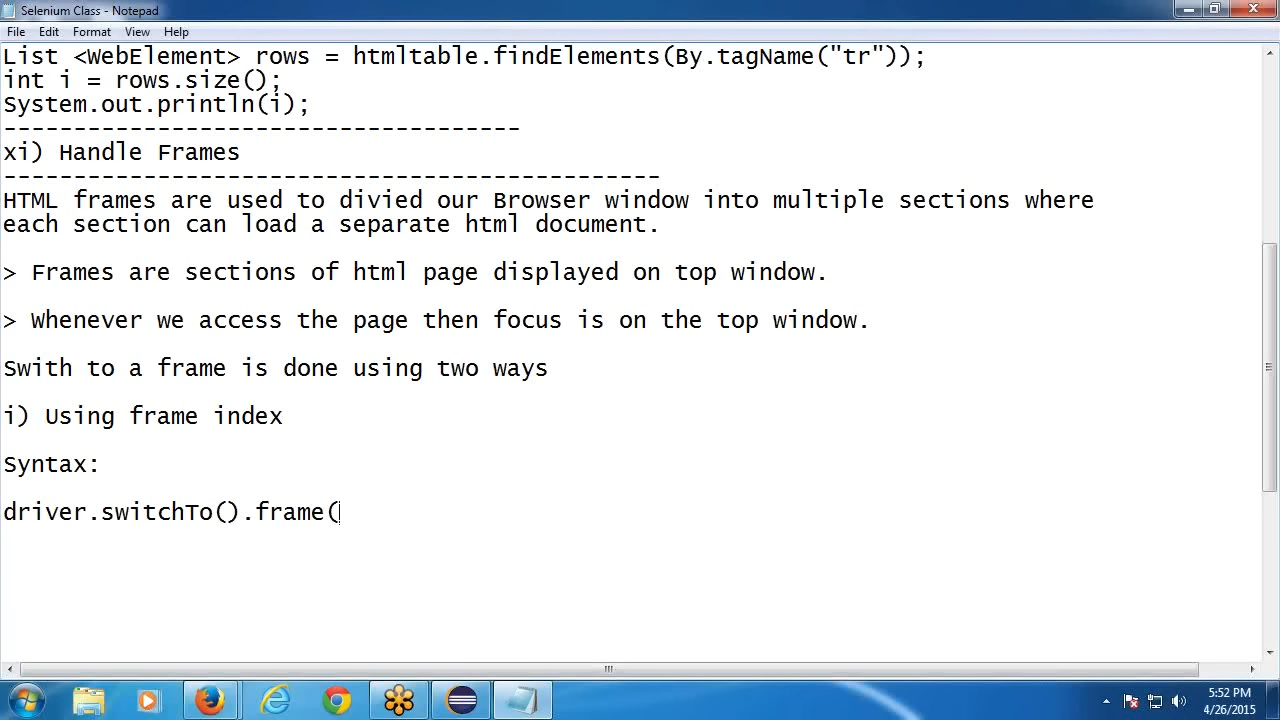 Selenium Class - Notepad
File Edit Format View Help
List <WebElement> rows = htmltable.findElements(By.tagName("tr"));
int i = rows.size();
System.out.println(i);
-------------------------------------
xi) Handle Frames
-----------------------------------------------
HTML frames are used to divied our Browser window into multiple sections where
each section can load a separate html document.
> Frames are sections of html page displayed on top window.
> Whenever we access the page then focus is on the top window.
Swith to a frame is done using two ways
i) Using frame index
Syntax:
driver.switchTo().frame(
5:52 PM
4/26/2015